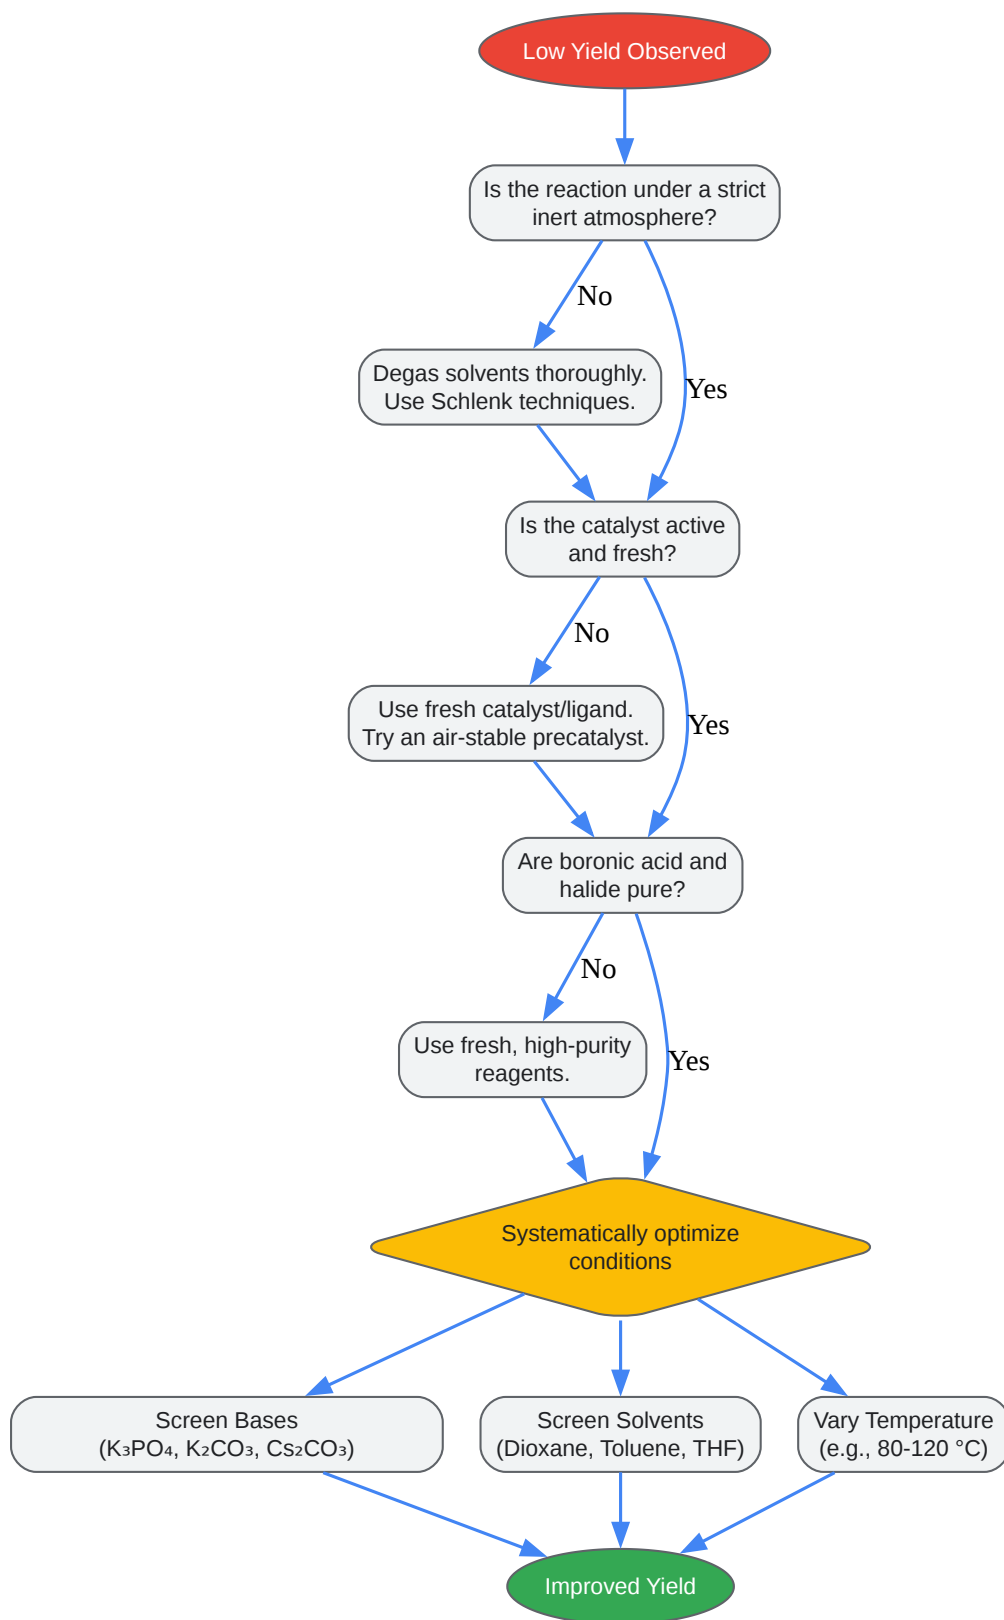 Low Yield Observed
Is the reaction under a strict
inert atmosphere?
No
Degas solvents thoroughly.
Use Schlenk techniques.
Yes
Is the catalyst active
and fresh?
No
Use fresh catalyst/ligand.
Try an air-stable precatalyst.
Yes
Are boronic acid and
halide pure?
No
Use fresh, high-purity
reagents.
Yes
Systematically optimize
conditions
Screen Bases
(K₃PO₄, K₂CO₃, Cs₂CO₃)
Screen Solvents
(Dioxane, Toluene, THF)
Vary Temperature
(e.g., 80-120 °C)
Improved Yield